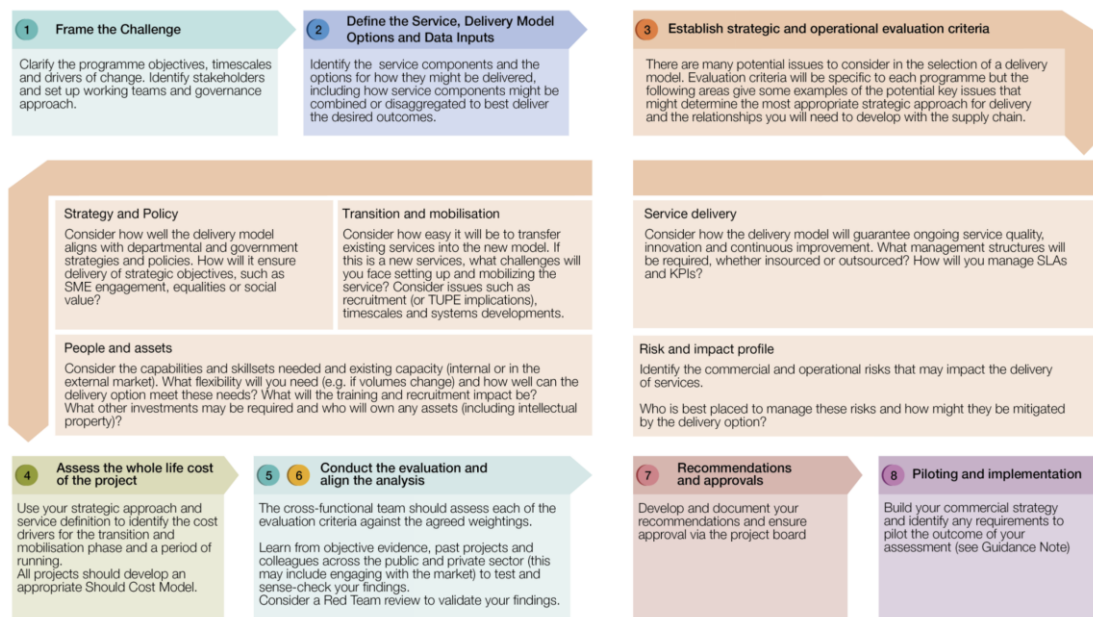 1
Frame the Challenge
Clarify the programme objectives, timescales
and drivers of change. Identify stakeholders
and set up working teams and governance
approach.
2
Define the Service, Delivery Model
Options and Data Inputs
Identify the service components and the
options for how they might be delivered,
including how service components might be
combined or disaggregated to best deliver
the desired outcomes.
3
Establish strategic and operational evaluation criteria
There are many potential issues to consider in the selection of a delivery
model. Evaluation criteria will be specific to each programme but the
following areas give some examples of the potential key issues that
might determine the most appropriate strategic approach for delivery
and the relationships you will need to develop with the supply chain.
Strategy and Policy
Consider how well the delivery model
aligns with departmental and government
strategies and policies. How will it ensure
delivery of strategic objectives, such as
SME engagement, equalities or social
value?
Transition and mobilisation
Consider how easy it will be to transfer
existing services into the new model. If
this is a new services, what challenges will
you face setting up and mobilizing the
service? Consider issues such as
recruitment (or TUPE implications),
timescales and systems developments.
Service delivery
Consider how the delivery model will guarantee ongoing service quality,
innovation and continuous improvement. What management structures will
be required, whether insourced or outsourced? How will you manage SLAs
and KPIs?
People and assets
Consider the capabilities and skillsets needed and existing capacity (internal or in the
external market). What flexibility will you need (e.g. if volumes change) and how well can the
delivery option meet these needs? What will the training and recruitment impact be?
What other investments may be required and who will own any assets (including intellectual
property)?
Risk and impact profile
Identify the commercial and operational risks that may impact the delivery
of services.
Who is best placed to manage these risks and how might they be mitigated
by the delivery option?
4
Assess the whole life cost
of the project
Use your strategic approach and
service definition to identify the cost
drivers for the transition and
mobilisation phase and a period of
running.
All projects should develop an
appropriate Should Cost Model.
5 6
Conduct the evaluation and
align the analysis
The cross-functional team should assess each of the
evaluation criteria against the agreed weightings.
Learn from objective evidence, past projects and
colleagues across the public and private sector (this
may include engaging with the market) to test and
sense-check your findings.
Consider a Red Team review to validate your findings.
7
Recommendations
and approvals
Develop and document your
recommendations and ensure
approval via the project board
8
Piloting and implementation
Build your commercial strategy
and identify any requirements to
pilot the outcome of your
assessment (see Guidance Note)